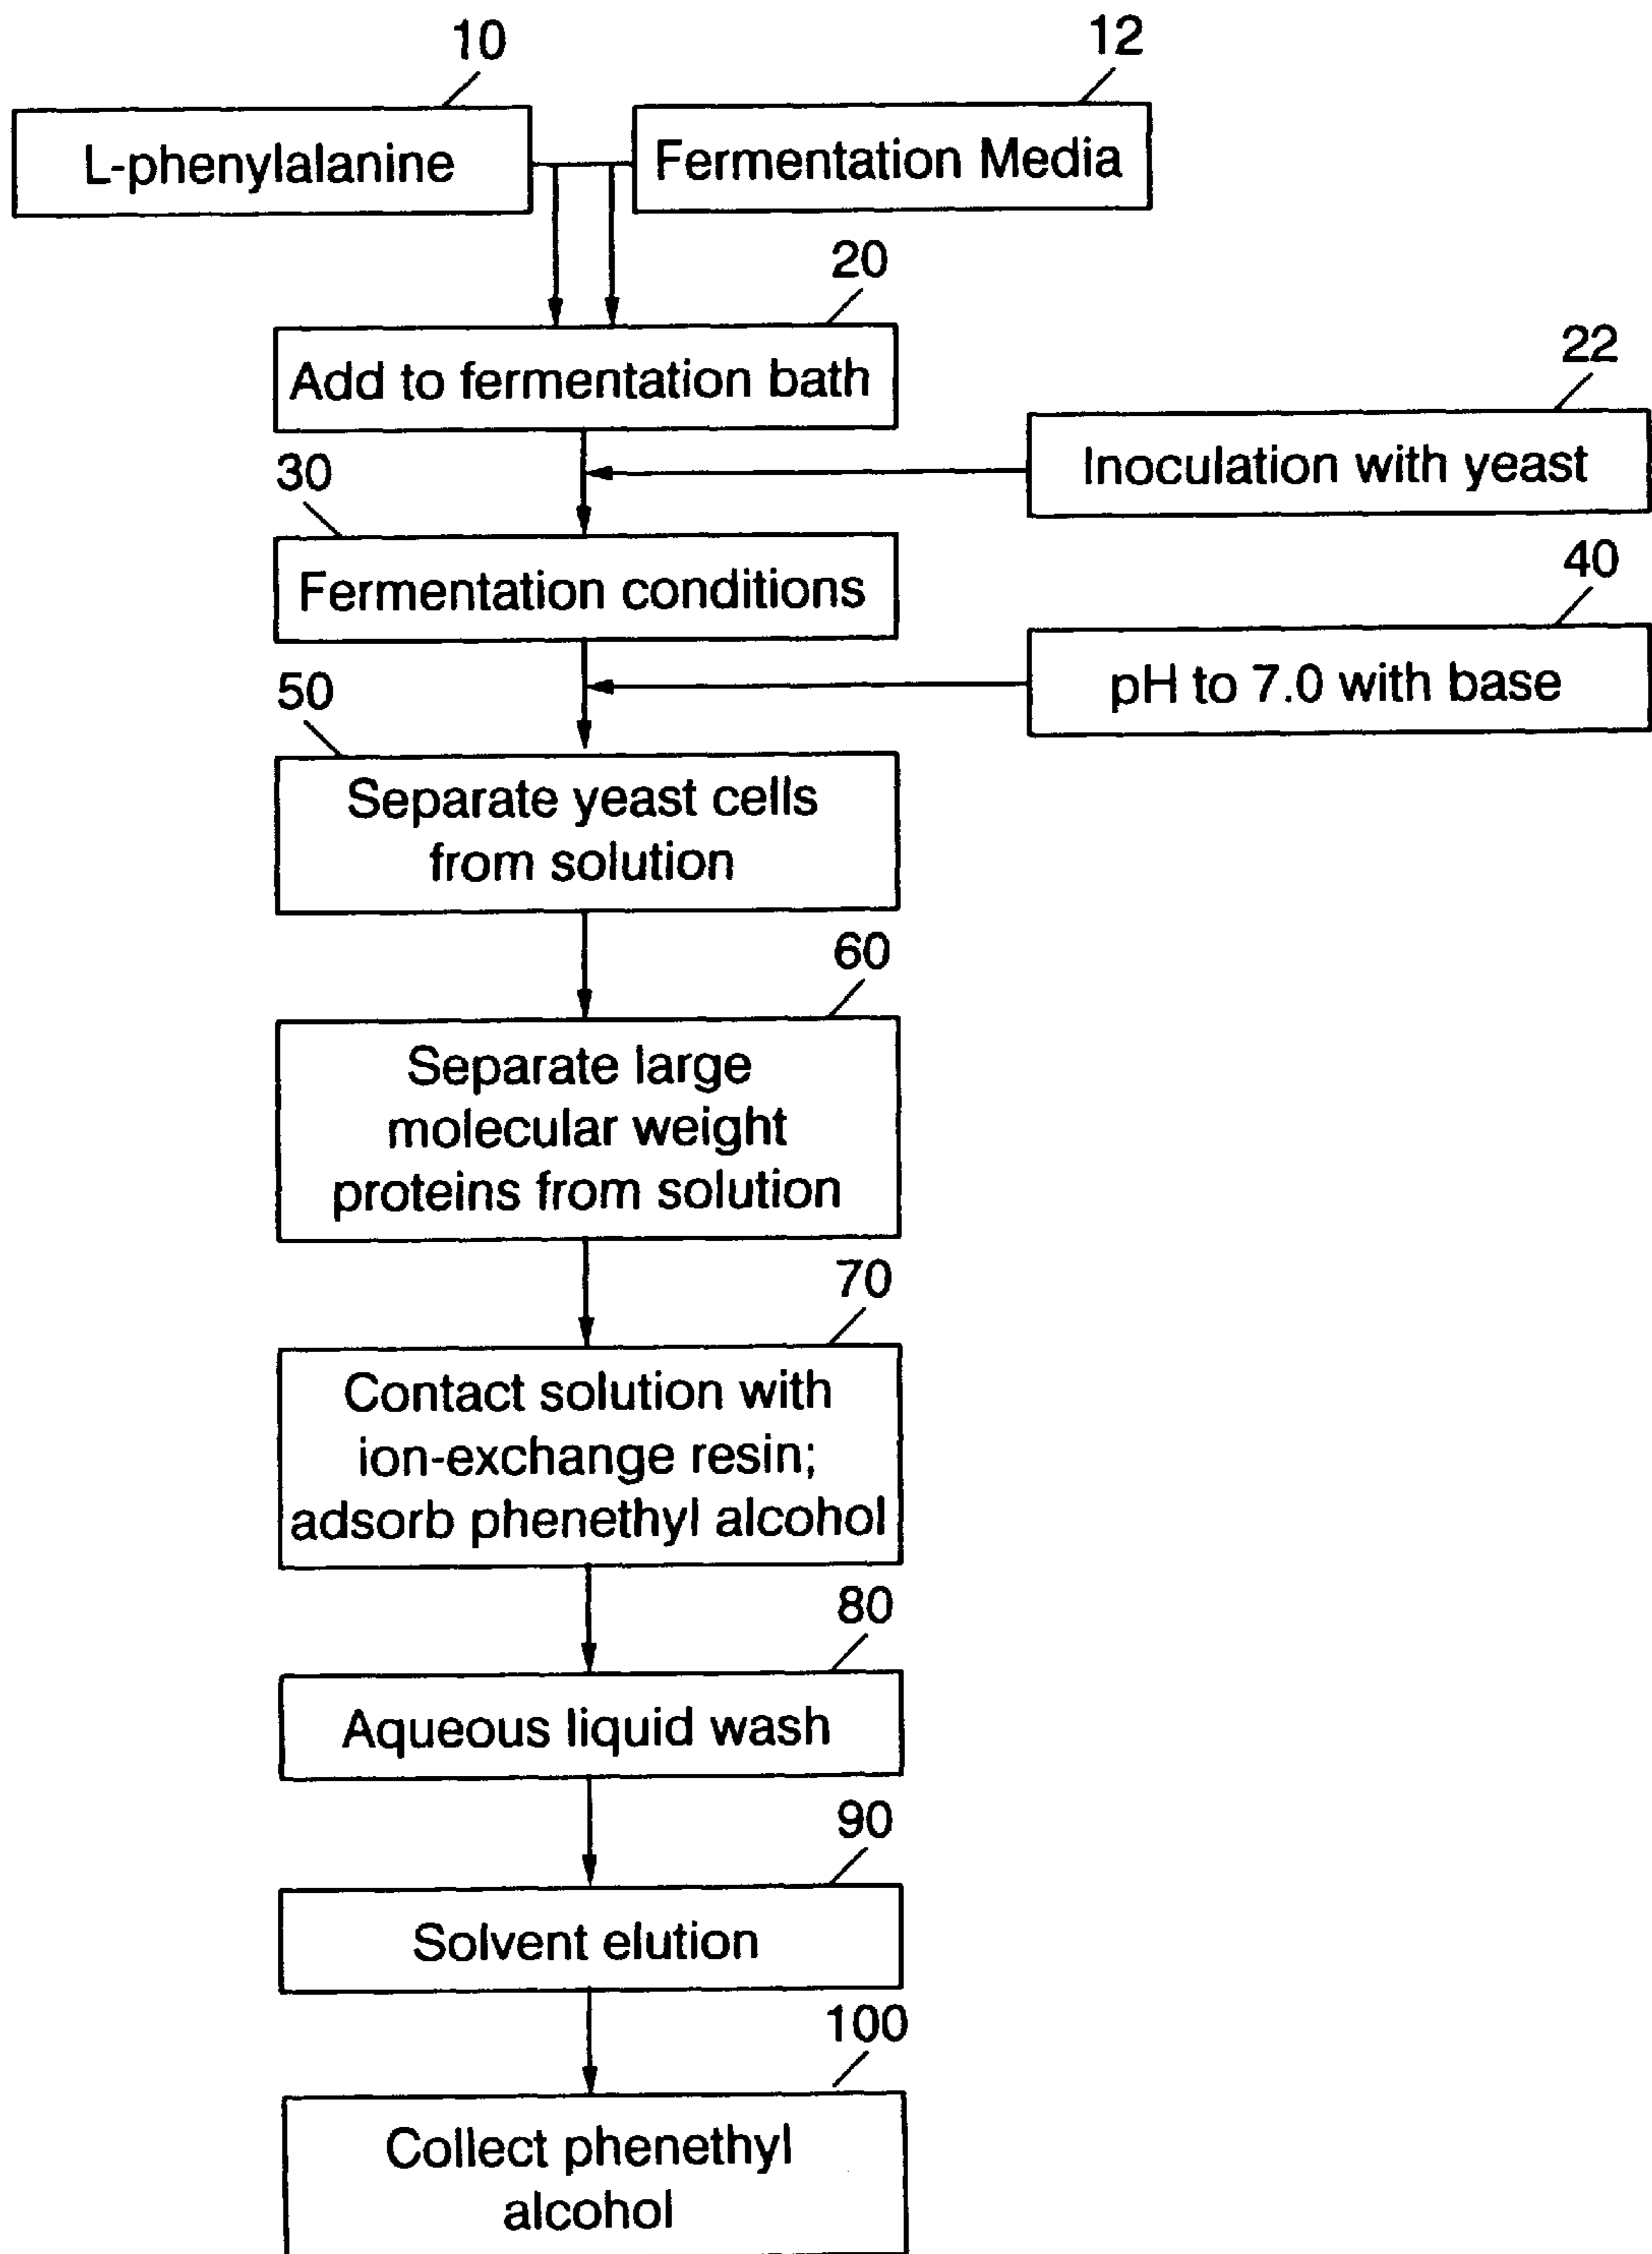 10
12
L-phenylalanine
Fermentation Media
20
Add to fermentation bath
22
Inoculation with yeast
30
Fermentation conditions
40
pH to 7.0 with base
50
Separate yeast cells
from solution
60
Separate large
molecular weight
proteins from solution
70
Contact solution with
ion-exchange resin;
adsorb phenethyl alcohol
80
Aqueous liquid wash
90
Solvent elution
100
Collect phenethyl
alcohol